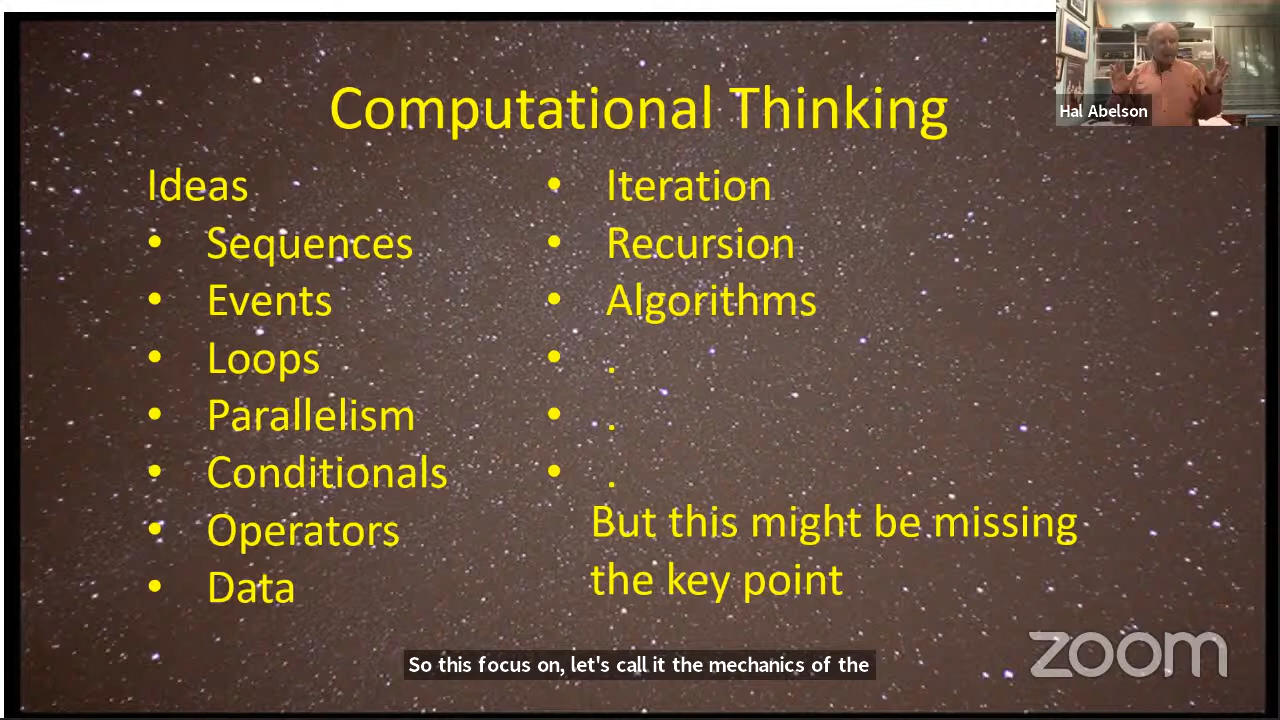 Hal Abelson
Computational Thinking
Ideas
• Sequences
• Events
• Loops
• Parallelism
• Conditionals
• Operators
• Data
• Iteration
• Recursion
• Algorithms
• .
• .
• .
But this might be missing
the key point
zoom
So this focus on, let's call it the mechanics of the